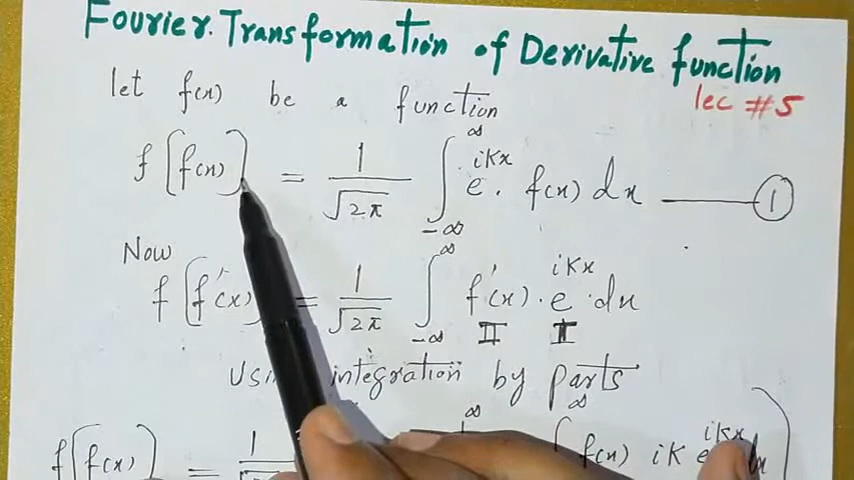 Fourier. Transformation of Derivative function
lec #5
let f(x) be a function
f[f(x)] = 1/√2π ∫_{-∞}^{∞} e^{ikx} . f(x) dx ——— ①
Now
f[f'(x)] = 1/√2π ∫_{-∞}^{∞} f'(x) . e^{ikx} . dx
II I
integration by parts
f[f(x)] = 1 ∞ ∞ f(x) ik e^{ikx} dx